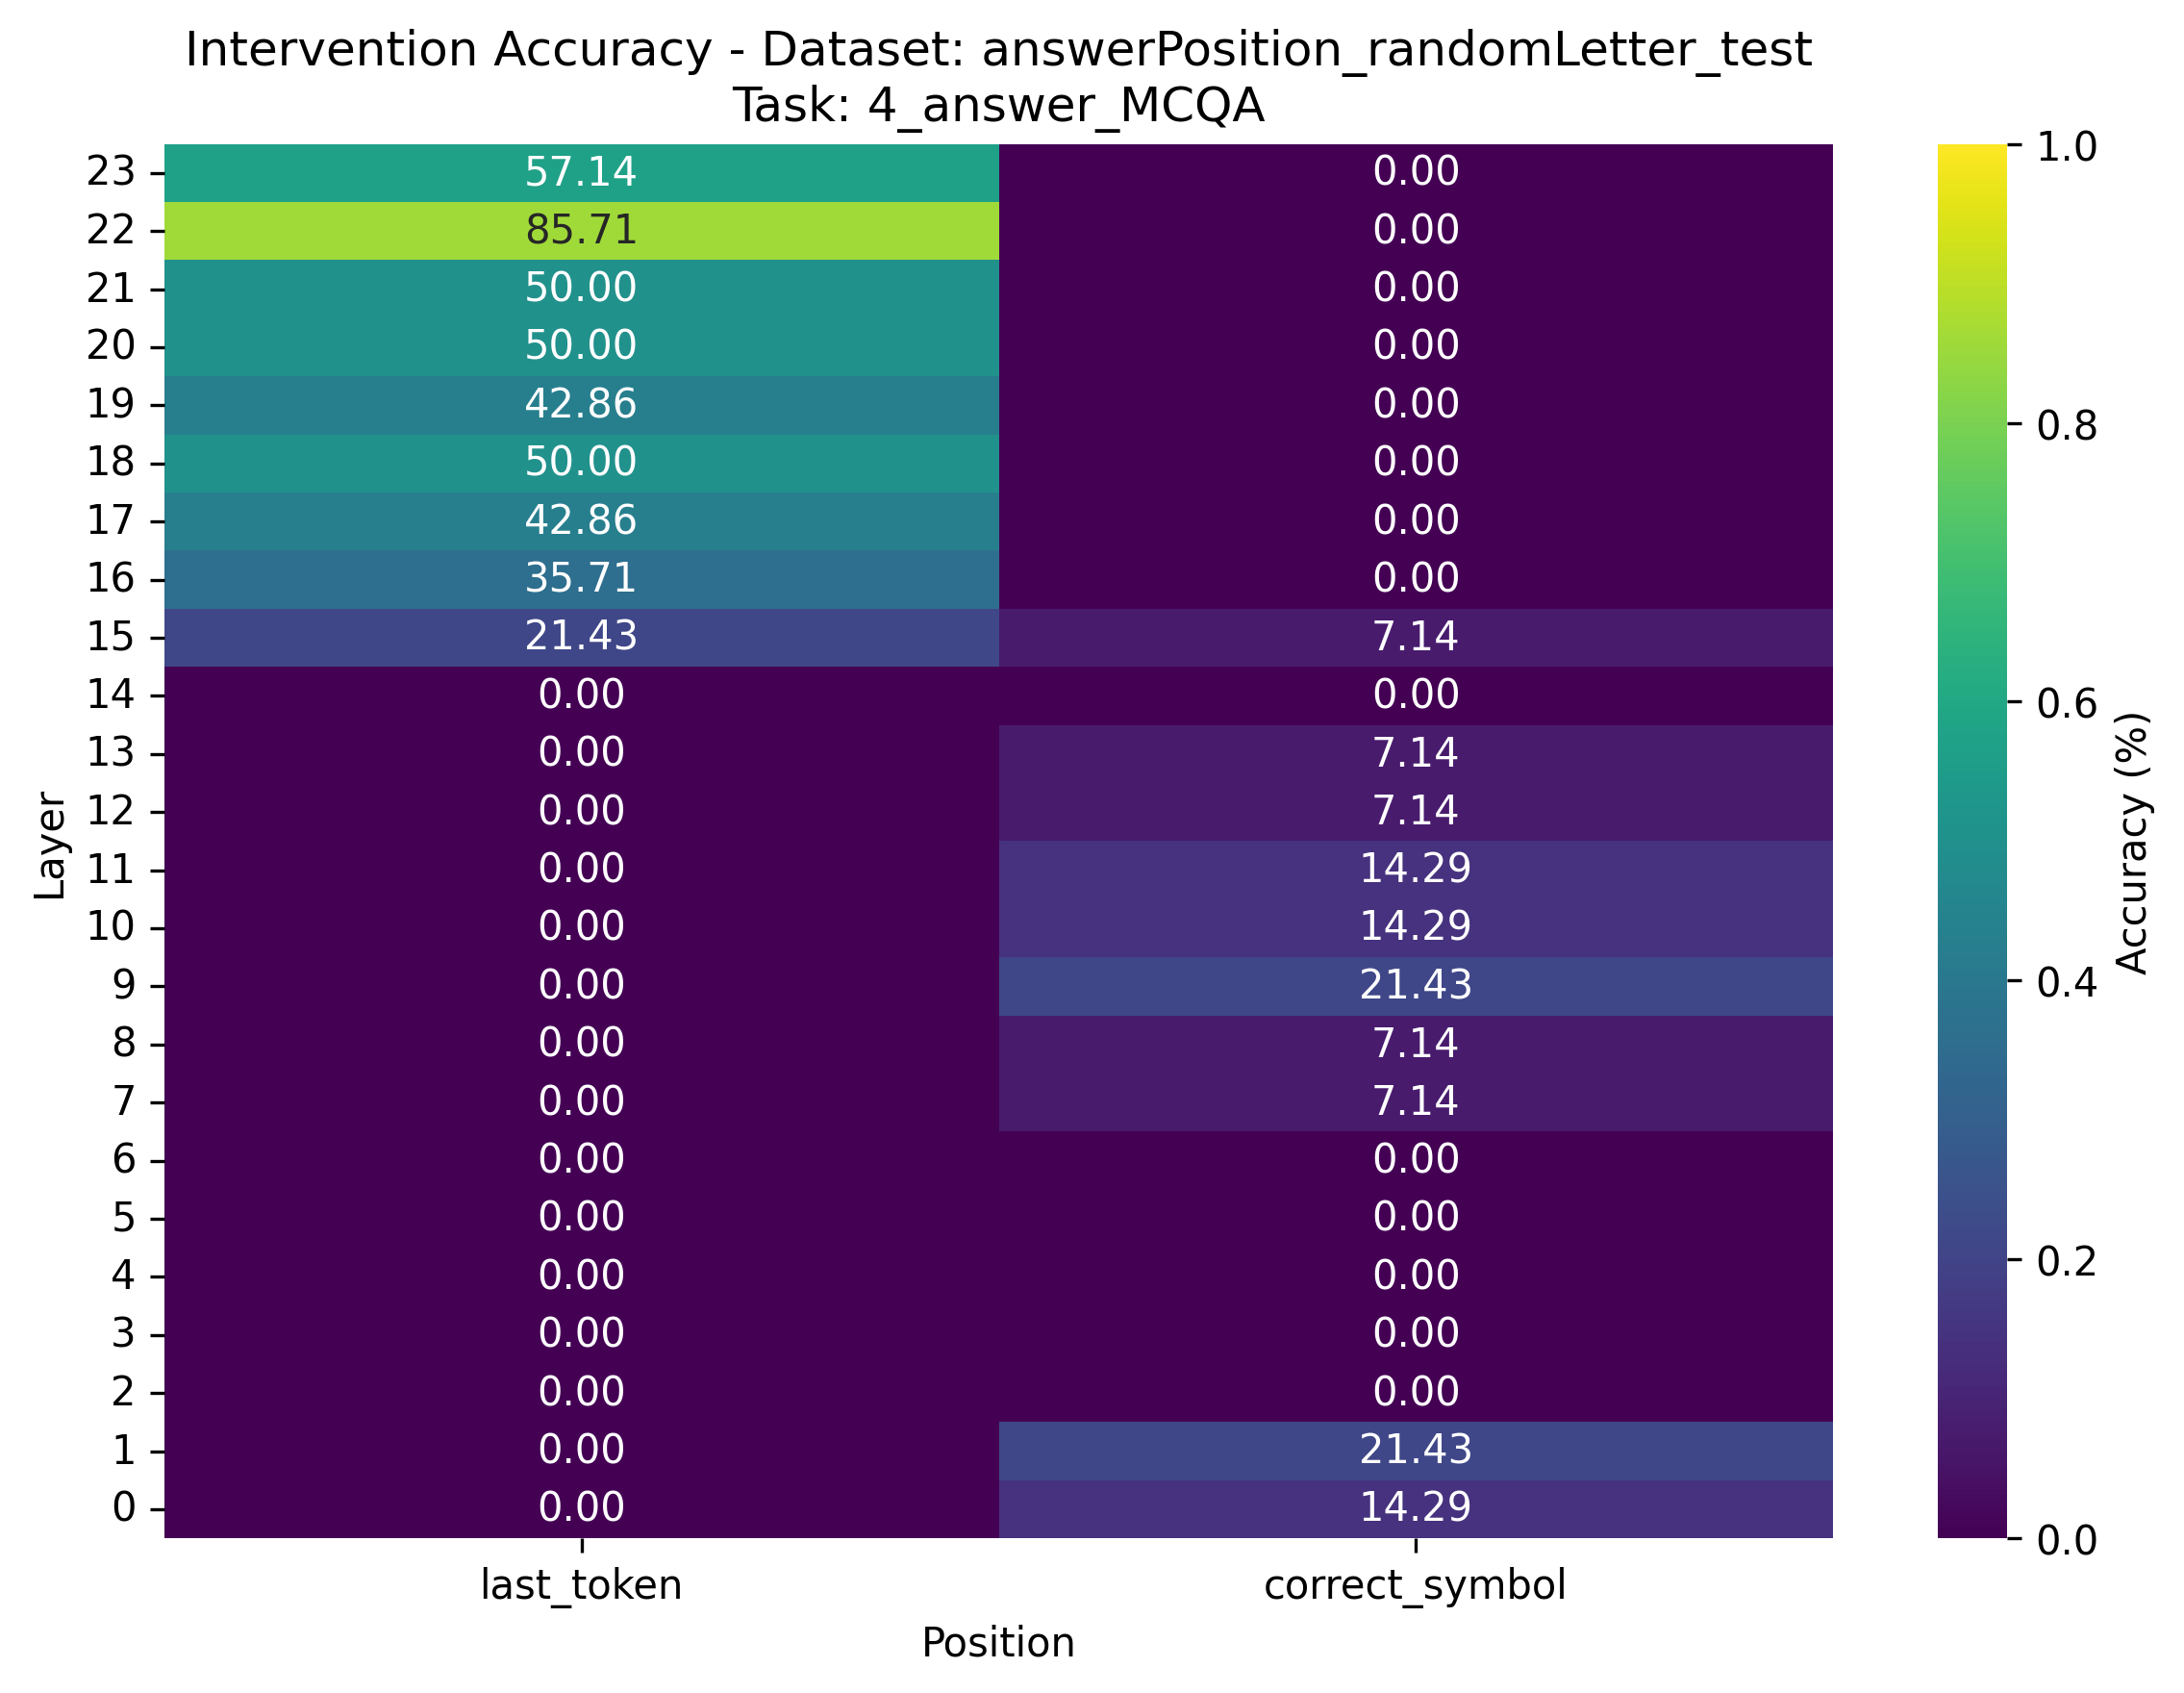 Intervention Accuracy - Dataset: answerPosition_randomLetter_test
Task: 4_answer_MCQA
23 57.14 0.00
22 85.71 0.00
21 50.00 0.00
20 50.00 0.00
19 42.86 0.00
18 50.00 0.00
17 42.86 0.00
16 35.71 0.00
15 21.43 7.14
14 0.00 0.00
13 0.00 7.14
12 0.00 7.14
11 0.00 14.29
10 0.00 14.29
9 0.00 21.43
8 0.00 7.14
7 0.00 7.14
6 0.00 0.00
5 0.00 0.00
4 0.00 0.00
3 0.00 0.00
2 0.00 0.00
1 0.00 21.43
0 0.00 14.29
Layer
last_token correct_symbol
Position
1.0
0.8
0.6
0.4
0.2
0.0
Accuracy (%)